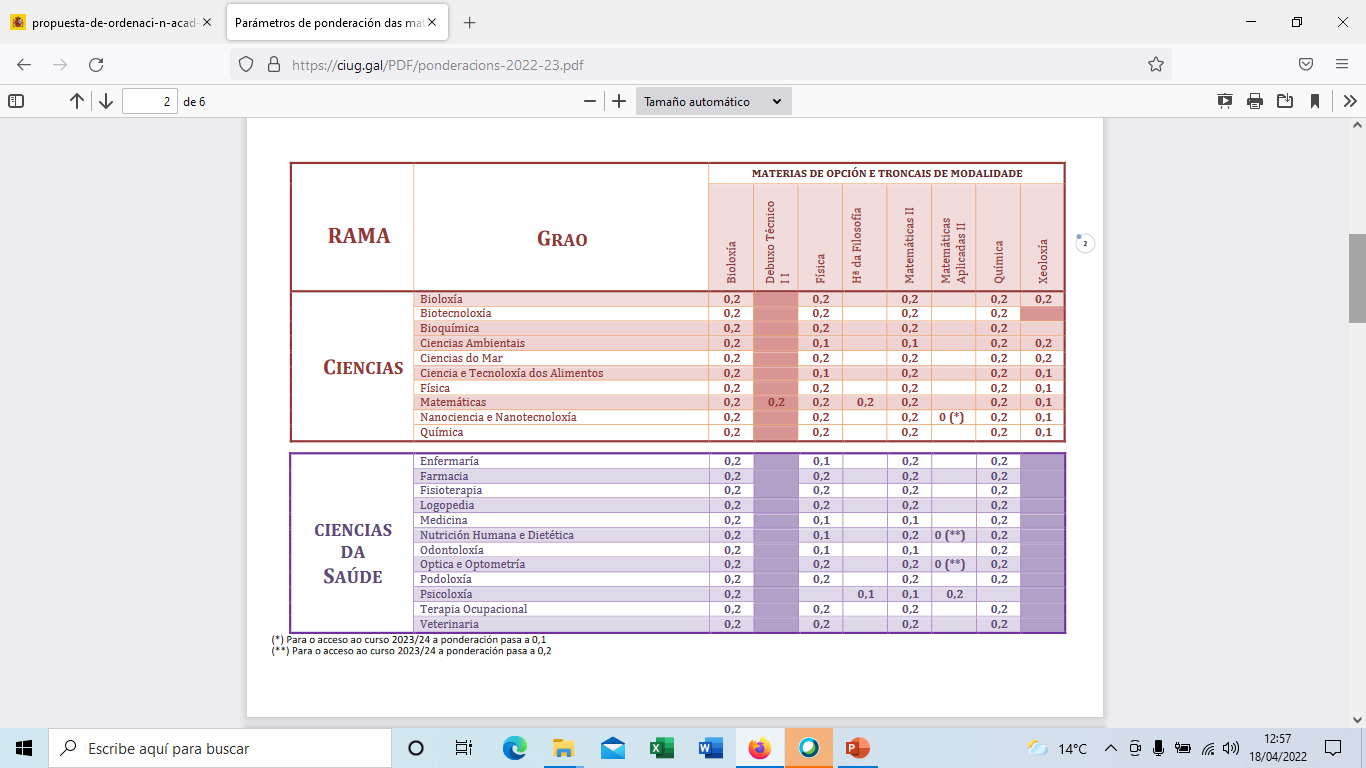 propuesta-de-ordenaci-n-acad-
Parámetros de ponderación das mat
https://ciug.gal/PDF/ponderacions-2022-23.pdf
2 de 6
Tamaño automático
RAMA
GRAO
MATERIAS DE OPCIÓN E TRONCAIS DE MODALIDADE
Bioloxía
Debuxo Técnico
I I
Física
Hª da Filosofía
Matemáticas II
Matemáticas
Aplicadas II
Química
Xeoloxía
2
CIENCIAS
Bioloxía 0,2 0,2 0,2 0,2 0,2
Biotecnoloxía 0,2 0,2 0,2 0,2
Bioquímica 0,2 0,2 0,2 0,2
Ciencias Ambientais 0,2 0,1 0,1 0,2 0,2
Ciencias do Mar 0,2 0,2 0,2 0,2 0,2
Ciencia e Tecnoloxía dos Alimentos 0,2 0,1 0,2 0,2 0,1
Física 0,2 0,2 0,2 0,2 0,1
Matemáticas 0,2 0,2 0,2 0,2 0,2 0,2 0,1
Nanociencia e Nanotecnoloxía 0,2 0,2 0,2 0 (*) 0,2 0,1
Química 0,2 0,2 0,2 0,2 0,1
CIENCIAS
DA
SAÚDE
Enfermaría 0,2 0,1 0,2 0,2
Farmacia 0,2 0,2 0,2 0,2
Fisioterapia 0,2 0,2 0,2 0,2
Logopedia 0,2 0,2 0,2 0,2
Medicina 0,2 0,1 0,1 0,2
Nutrición Humana e Dietética 0,2 0,1 0,2 0 (**) 0,2
Odontoloxía 0,2 0,1 0,1 0,2
Optica e Optometría 0,2 0,2 0,2 0 (**) 0,2
Podoloxía 0,2 0,2 0,2 0,2
Psicoloxía 0,2 0,1 0,1 0,2
Terapia Ocupacional 0,2 0,2 0,2 0,2
Veterinaria 0,2 0,2 0,2 0,2
(*) Para o acceso ao curso 2023/24 a ponderación pasa a 0,1
(**) Para o acceso ao curso 2023/24 a ponderación pasa a 0,2
Escribe aquí para buscar
14°C
12:57
18/04/2022